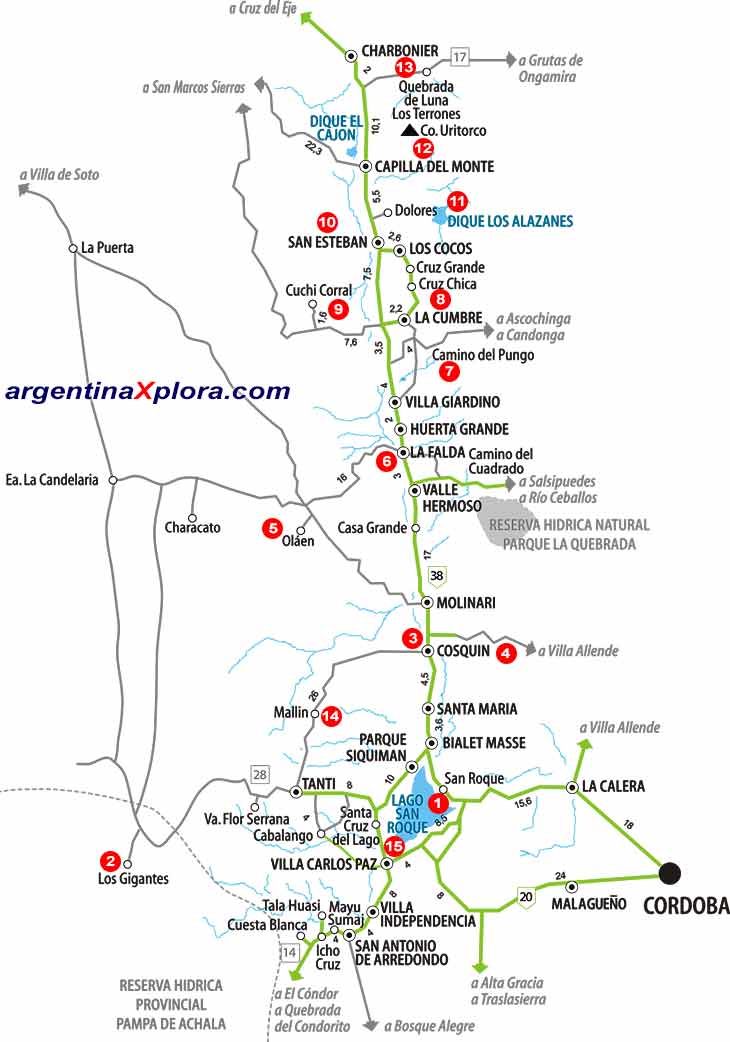 a Cruz del Eje
CHARBONIER
13
17
a Grutas de
Ongamira
2
Quebrada
de Luna
Los Terrones
a San Marcos Sierras
DIQUE EL
CAJON
10,1
Co. Uritorco
12
22,3
CAPILLA DEL MONTE
a Villa de Soto
5,5
11
Dolores
DIQUE LOS ALAZANES
10
La Puerta
SAN ESTEBAN
2,6
LOS COCOS
Cruz Grande
7,5
Cruz Chica
Cuchi Corral
9
8
1,6
2,2
LA CUMBRE
a Ascochinga
a Candonga
7,6
3,5
4
Camino del Pungo
7
argentinaXplora.com
4
VILLA GIARDINO
2
HUERTA GRANDE
LA FALDA
Camino del
Cuadrado
6
Ea. La Candelaria
16
3
a Salsipuedes
a Río Ceballos
VALLE
HERMOSO
Characato
5
Oláen
Casa Grande
RESERVA HIDRICA NATURAL
PARQUE LA QUEBRADA
17
38
MOLINARI
3
COSQUIN
4
a Villa Allende
4,5
26
Mallin
14
SANTA MARIA
3,6
PARQUE
SIQUIMAN
BIALET MASSE
a Villa Allende
28
TANTI
8
10
San Roque
LA CALERA
LAGO
SAN
ROQUE
1
15,6
Va. Flor Serrana
4
Santa
Cruz
del Lago
Cabalango
8,5
18
2
Los Gigantes
15
VILLA CARLOS PAZ
4
8
8
24
20
MALAGUEÑO
CORDOBA
Tala Huasi
Mayu
Sumaj
VILLA
INDEPENDENCIA
Cuesta Blanca
4
4
14
Icho
Cruz
SAN ANTONIO
DE ARREDONDO
RESERVA HIDRICA
PROVINCIAL
PAMPA DE ACHALA
a El Cóndor
a Quebrada
del Condorito
a Bosque Alegre
a Alta Gracia
a Traslasierra